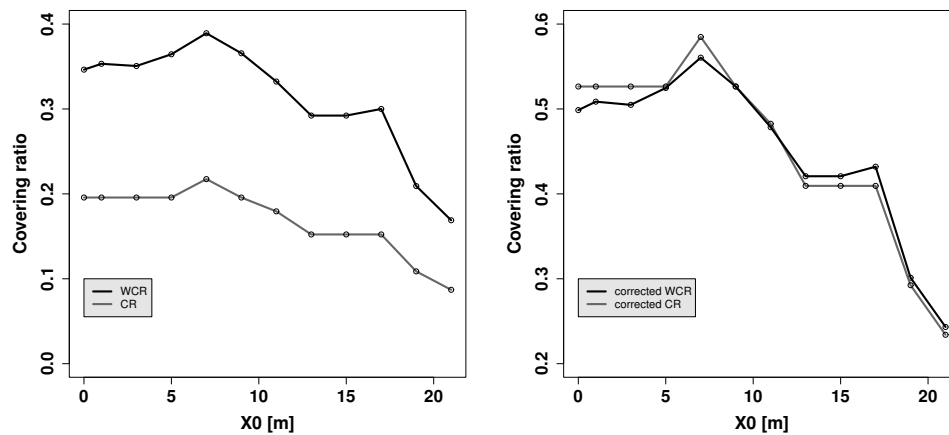 Covering ratio
0.4
0.3
0.2
0.1
0.0
WCR
CR
0 5 10 15 20
X0 [m]
Covering ratio
0.6
0.5
0.4
0.3
0.2
corrected WCR
corrected CR
0 5 10 15 20
X0 [m]